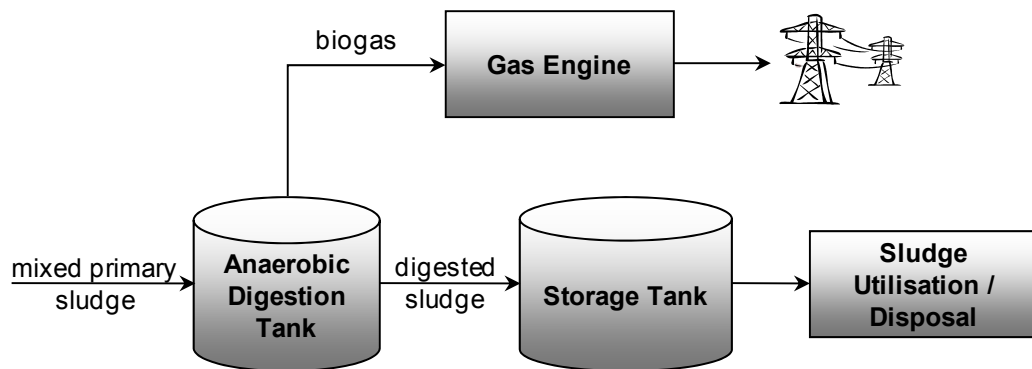 biogas
Gas Engine
mixed primary
sludge
Anaerobic
Digestion
Tank
digested
sludge
Storage Tank
Sludge
Utilisation /
Disposal